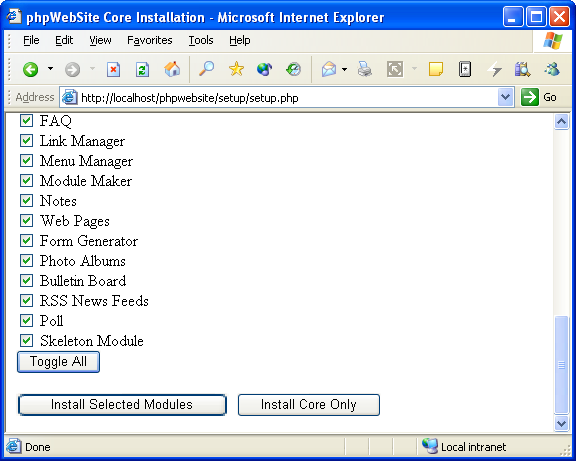 phpWebSite Core Installation - Microsoft Internet Explorer
File Edit View Favorites Tools Help
Address http://localhost/phpwebsite/setup/setup.php Go
FAQ
Link Manager
Menu Manager
Module Maker
Notes
Web Pages
Form Generator
Photo Albums
Bulletin Board
RSS News Feeds
Poll
Skeleton Module
Toggle All
Install Selected Modules Install Core Only
Done Local intranet